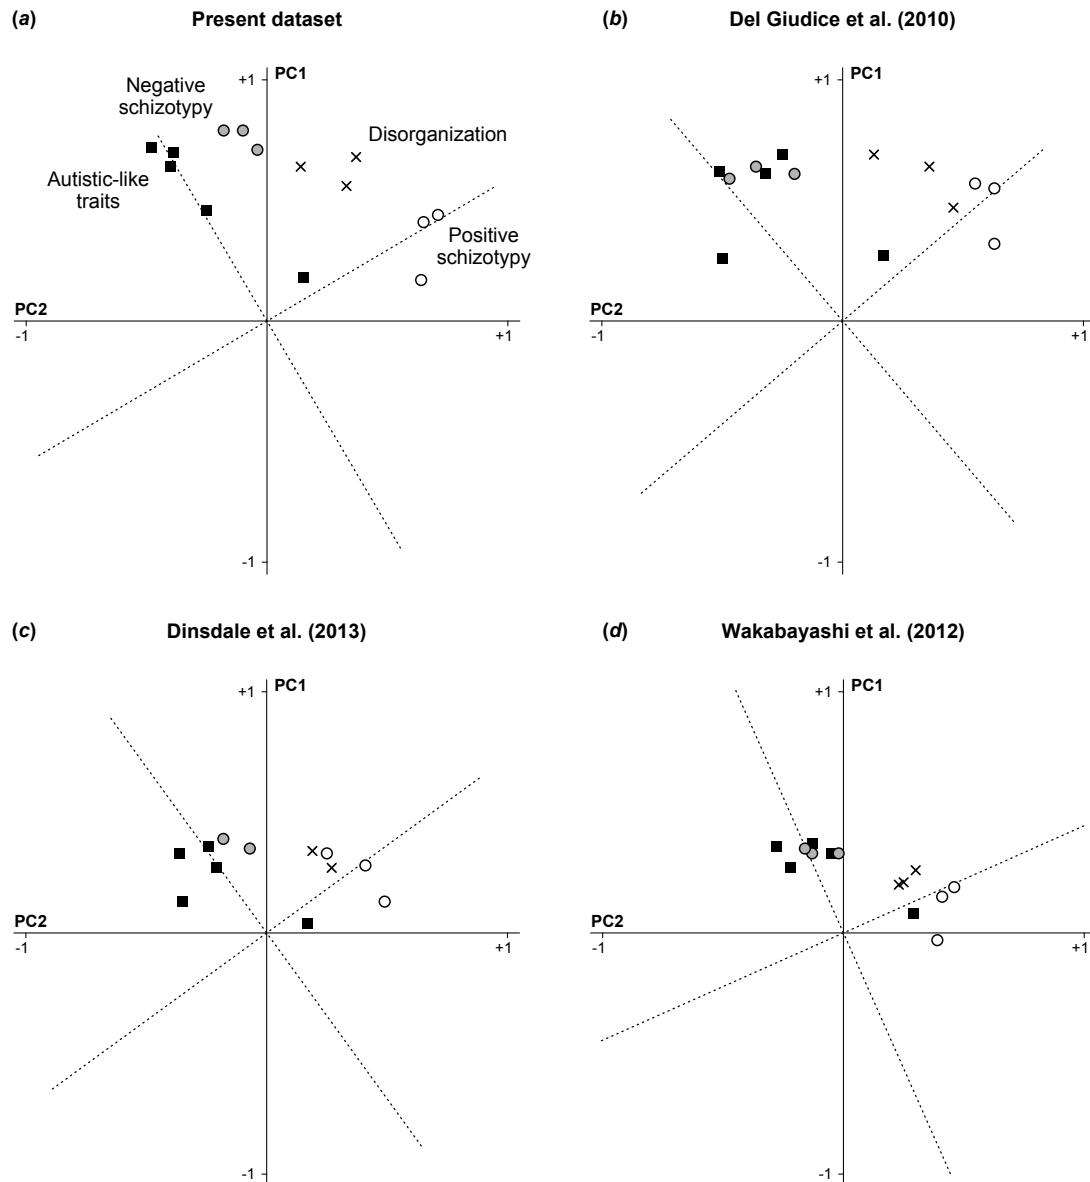 (a) Present dataset
+1 PC1
Negative
schizotypy
Disorganization
Autistic-like
traits
Positive
schizotypy
PC2
-1 +1
-1
(b) Del Giudice et al. (2010)
+1 PC1
PC2
-1 +1
-1
(c) Dinsdale et al. (2013)
+1 PC1
PC2
-1 +1
-1
(d) Wakabayashi et al. (2012)
+1 PC1
PC2
-1 +1
-1